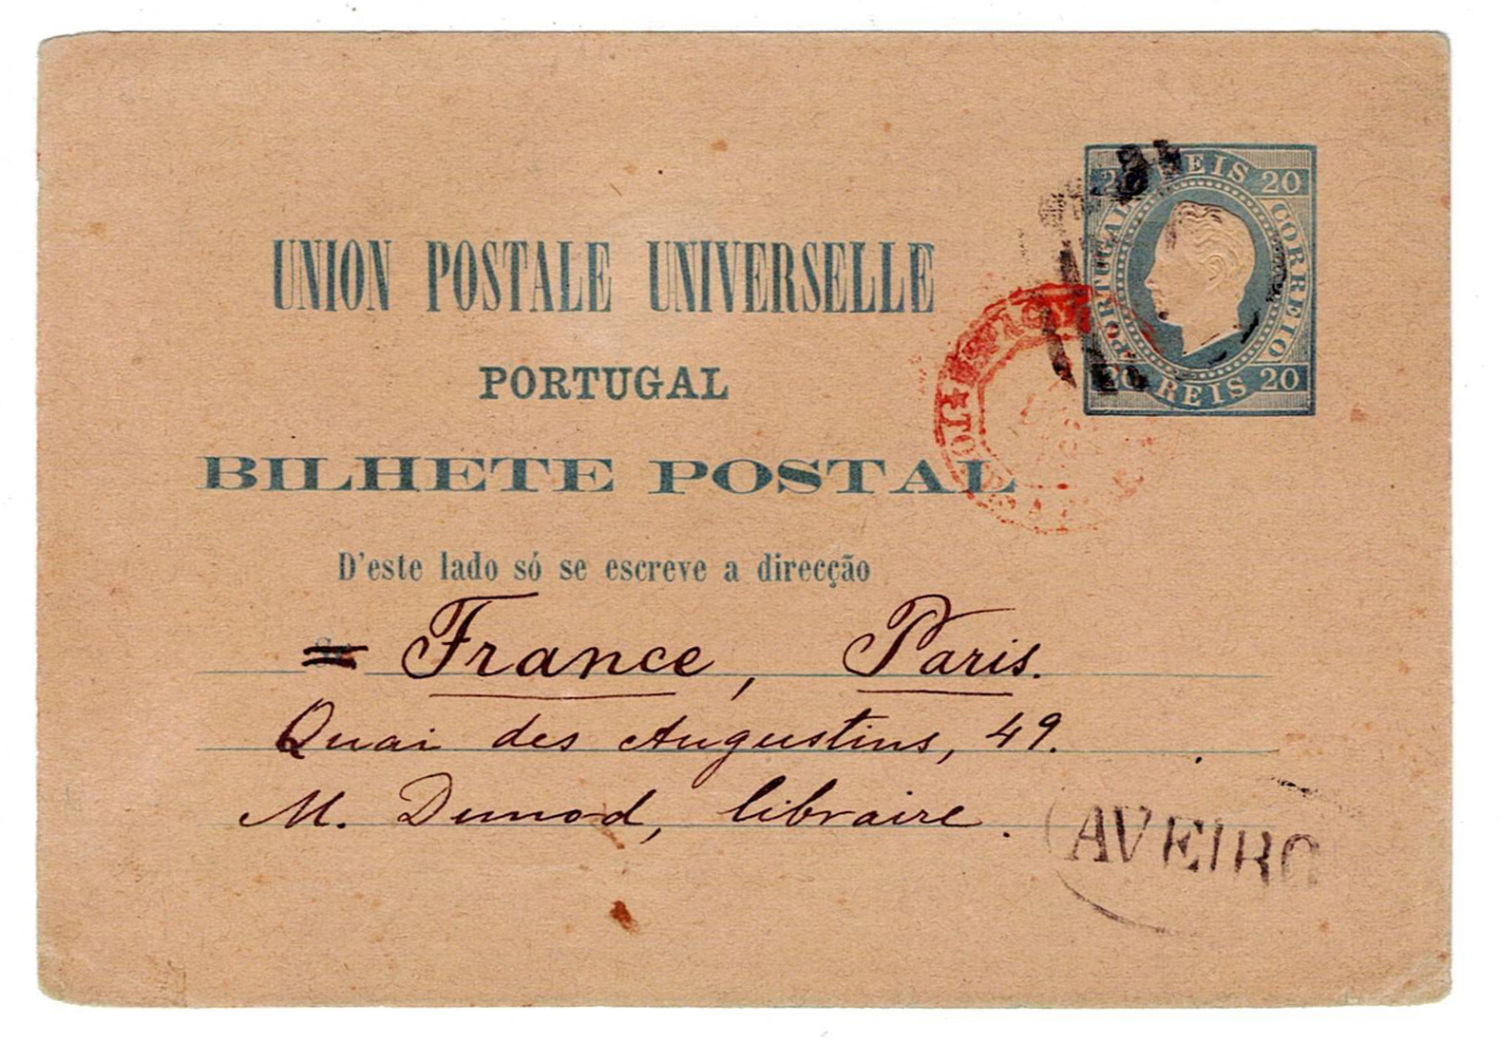 UNION POSTALE UNIVERSELLE
PORTUGAL
BILHETE POSTAL
D'este lado só se escreve a direcção
France, Paris.
Quai des Augustins, 49.
M. Dunod, libraire.
AVEIRO
REIS 20
PORTUGAL
CORREIO
20 REIS 20